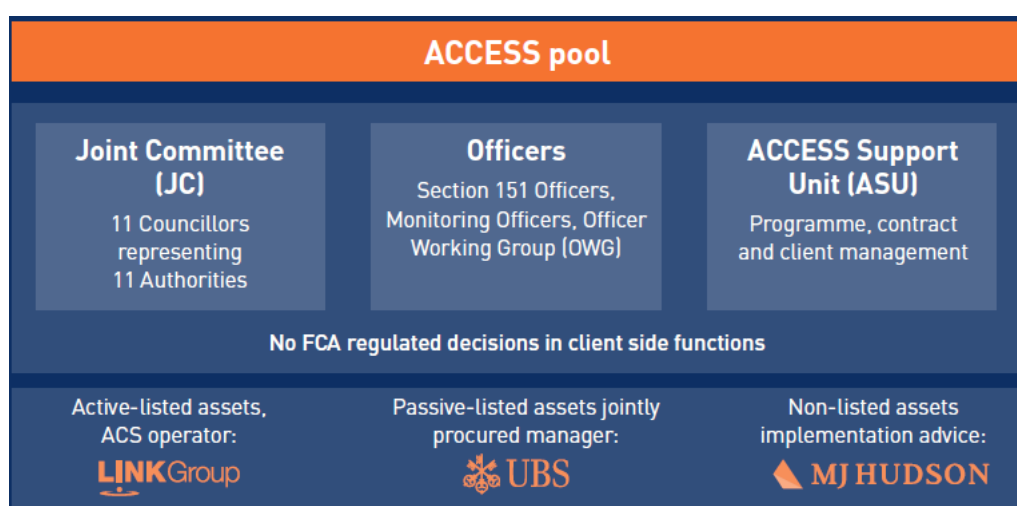 ACCESS pool
Joint Committee
(JC)
11 Councillors
representing
11 Authorities
Officers
Section 151 Officers,
Monitoring Officers, Officer
Working Group (OWG)
ACCESS Support
Unit (ASU)
Programme, contract
and client management
No FCA regulated decisions in client side functions
Active-listed assets,
ACS operator:
LINKGroup
Passive-listed assets jointly
procured manager:
UBS
Non-listed assets
implementation advice:
MJ HUDSON